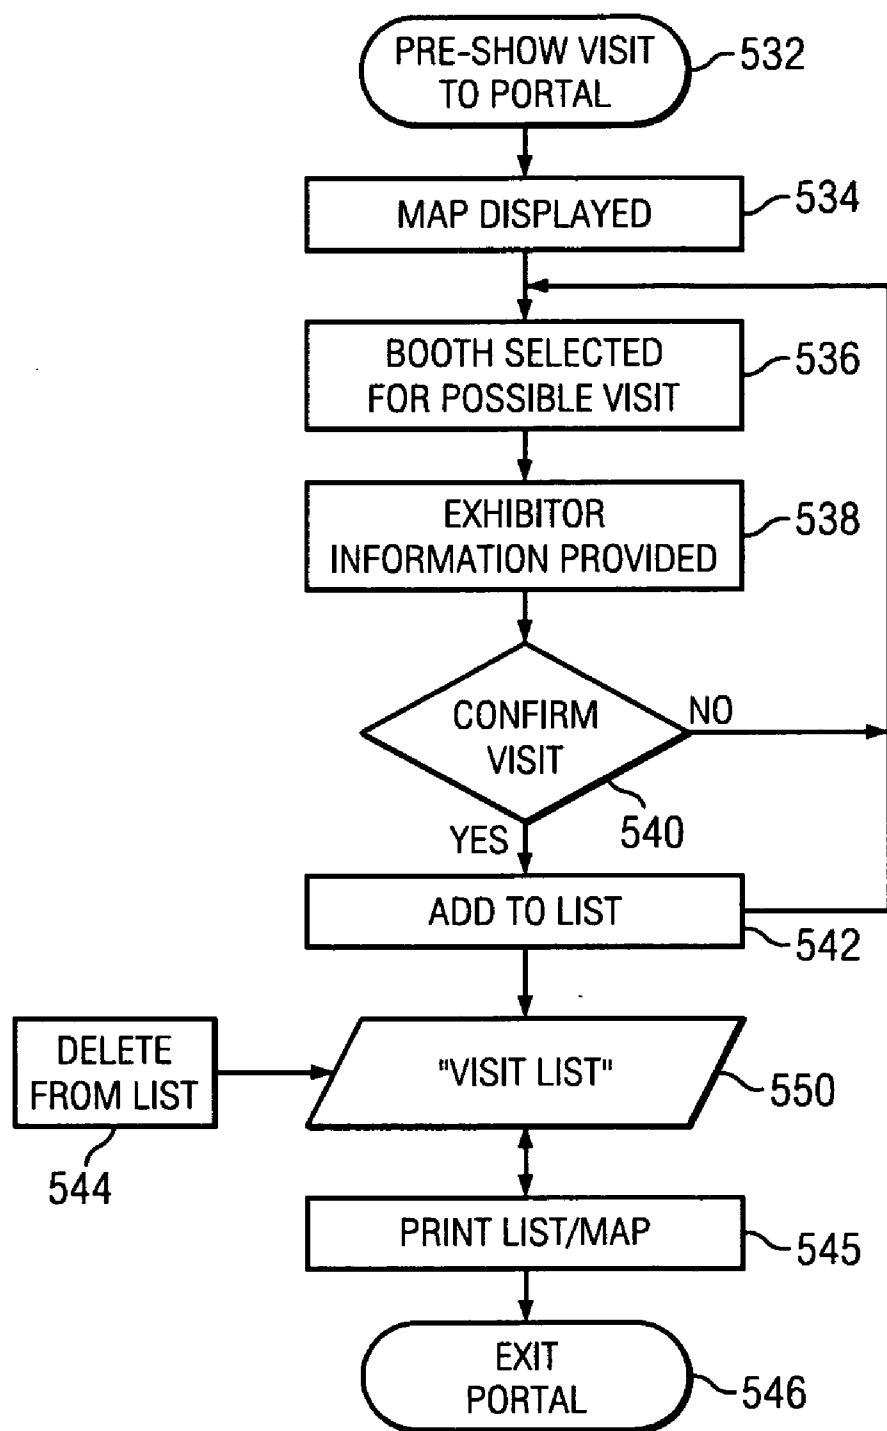 PRE-SHOW VISIT
TO PORTAL
532
MAP DISPLAYED
534
BOOTH SELECTED
FOR POSSIBLE VISIT
536
EXHIBITOR
INFORMATION PROVIDED
538
CONFIRM
VISIT
NO
540
YES
ADD TO LIST
542
DELETE
FROM LIST
544
"VISIT LIST"
550
PRINT LIST/MAP
545
EXIT
PORTAL
546